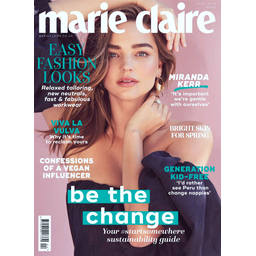 marie claire
EASY
FASHION
LOOKS
Relaxed tailoring,
new neutrals,
fast & fabulous
workwear
MIRANDA
KERR
"It's important
we're gentle
with ourselves"
VIVA LA
VULVA
Why it's time
to reclaim yours
BRIGHT SKIN
FOR SPRING
CONFESSIONS
OF A VEGAN
INFLUENCER
GENERATION
KID-FREE
'I'd rather
see Peru than
change nappies'
be the
change
Your #startsomewhere
sustainability guide